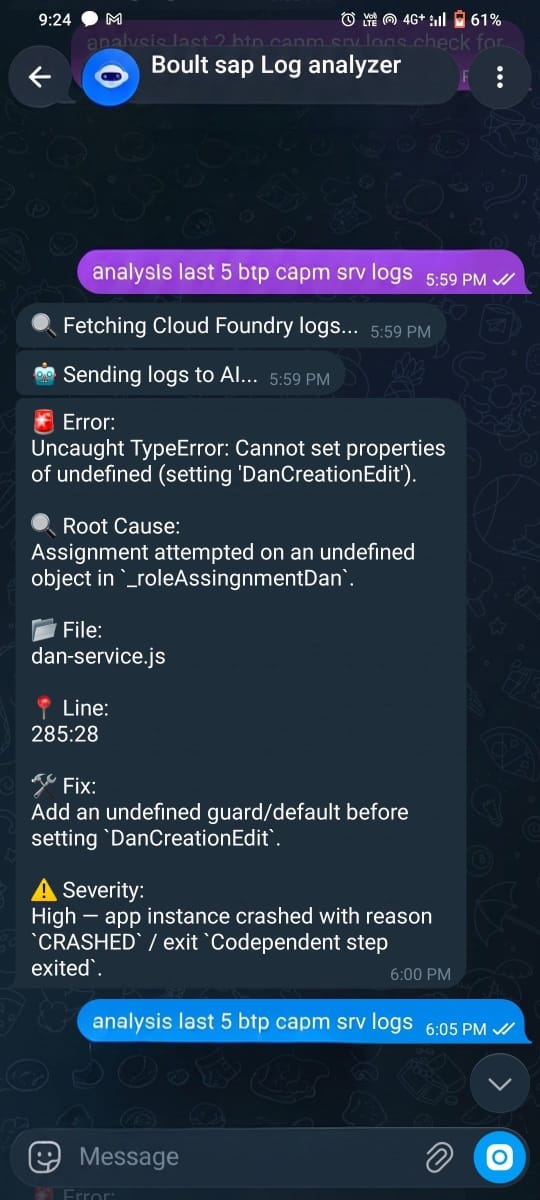 9:24 4G+ 61%
analysis last 2 btp capm srv logs check for
Boult sap Log analyzer
analysis last 5 btp capm srv logs 5:59 PM
🔍 Fetching Cloud Foundry logs... 5:59 PM
🤖 Sending logs to AI... 5:59 PM
🚨 Error:
Uncaught TypeError: Cannot set properties
of undefined (setting 'DanCreationEdit').
🔍 Root Cause:
Assignment attempted on an undefined
object in `_roleAssingnmentDan`.
📁 File:
dan-service.js
📍 Line:
285:28
🛠 Fix:
Add an undefined guard/default before
setting `DanCreationEdit`.
⚠️ Severity:
High — app instance crashed with reason
`CRASHED` / exit `Codependent step
exited`.
6:00 PM
analysis last 5 btp capm srv logs 6:05 PM
Message
Error: